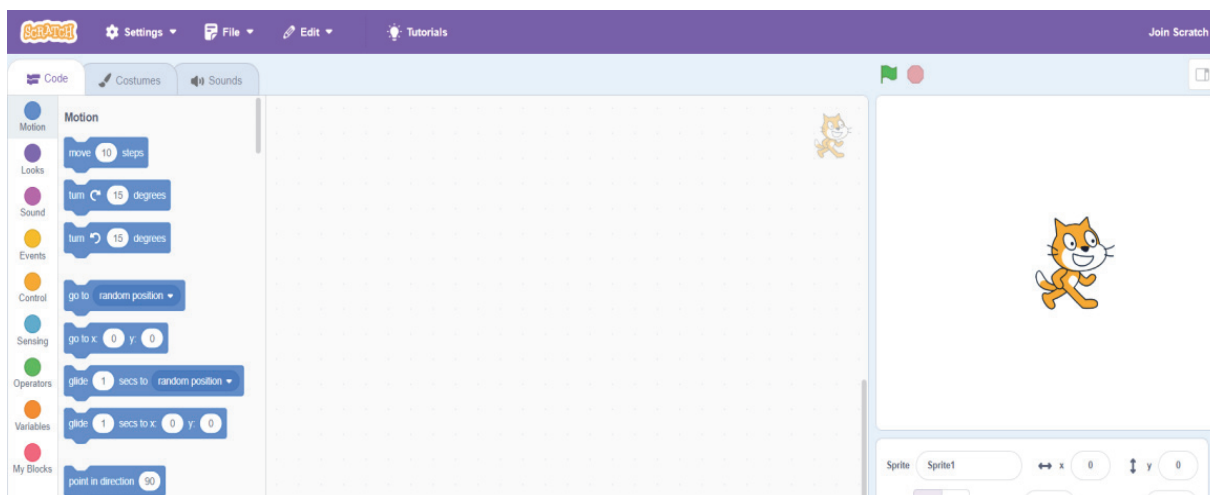 SCRATCH Settings File Edit Tutorials Join Scratch
Code Costumes Sounds
Motion
Looks
Sound
Events
Control
Sensing
Operators
Variables
My Blocks
Motion
move 10 steps
turn 15 degrees
turn 15 degrees
go to random position
go to x: 0 y: 0
glide 1 secs to random position
glide 1 secs to x: 0 y: 0
point in direction 90
Sprite Sprite1 x 0 y 0